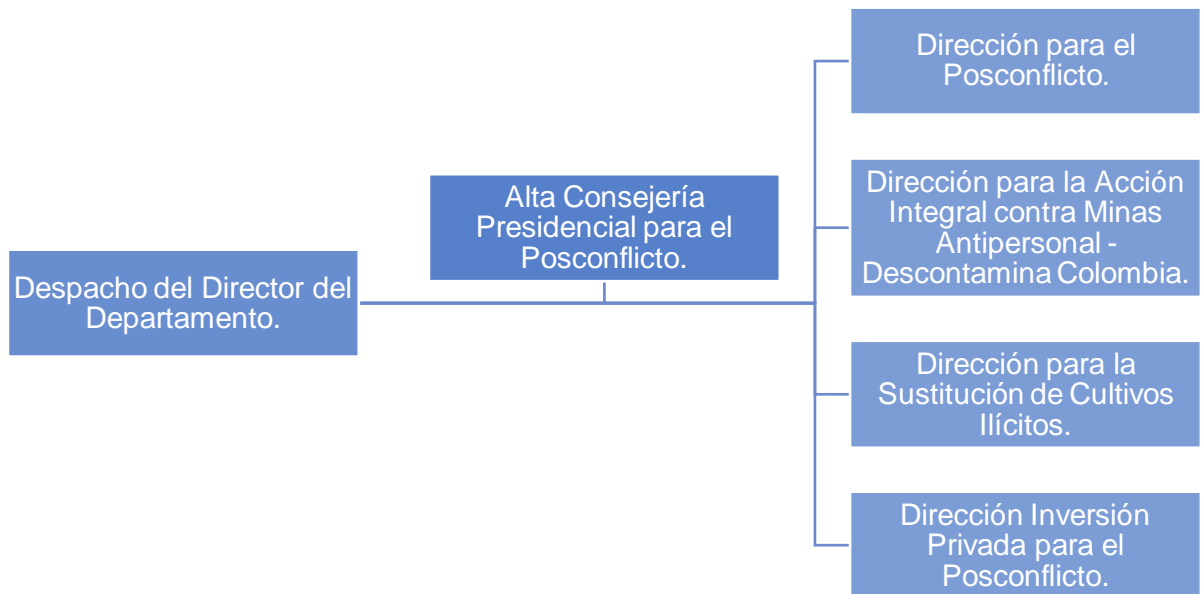 Despacho del Director del
Departamento.
Alta Consejería
Presidencial para el
Posconflicto.
Dirección para el
Posconflicto.
Dirección para la Acción
Integral contra Minas
Antipersonal -
Descontamina Colombia.
Dirección para la
Sustitución de Cultivos
Ilícitos.
Dirección Inversión
Privada para el
Posconflicto.